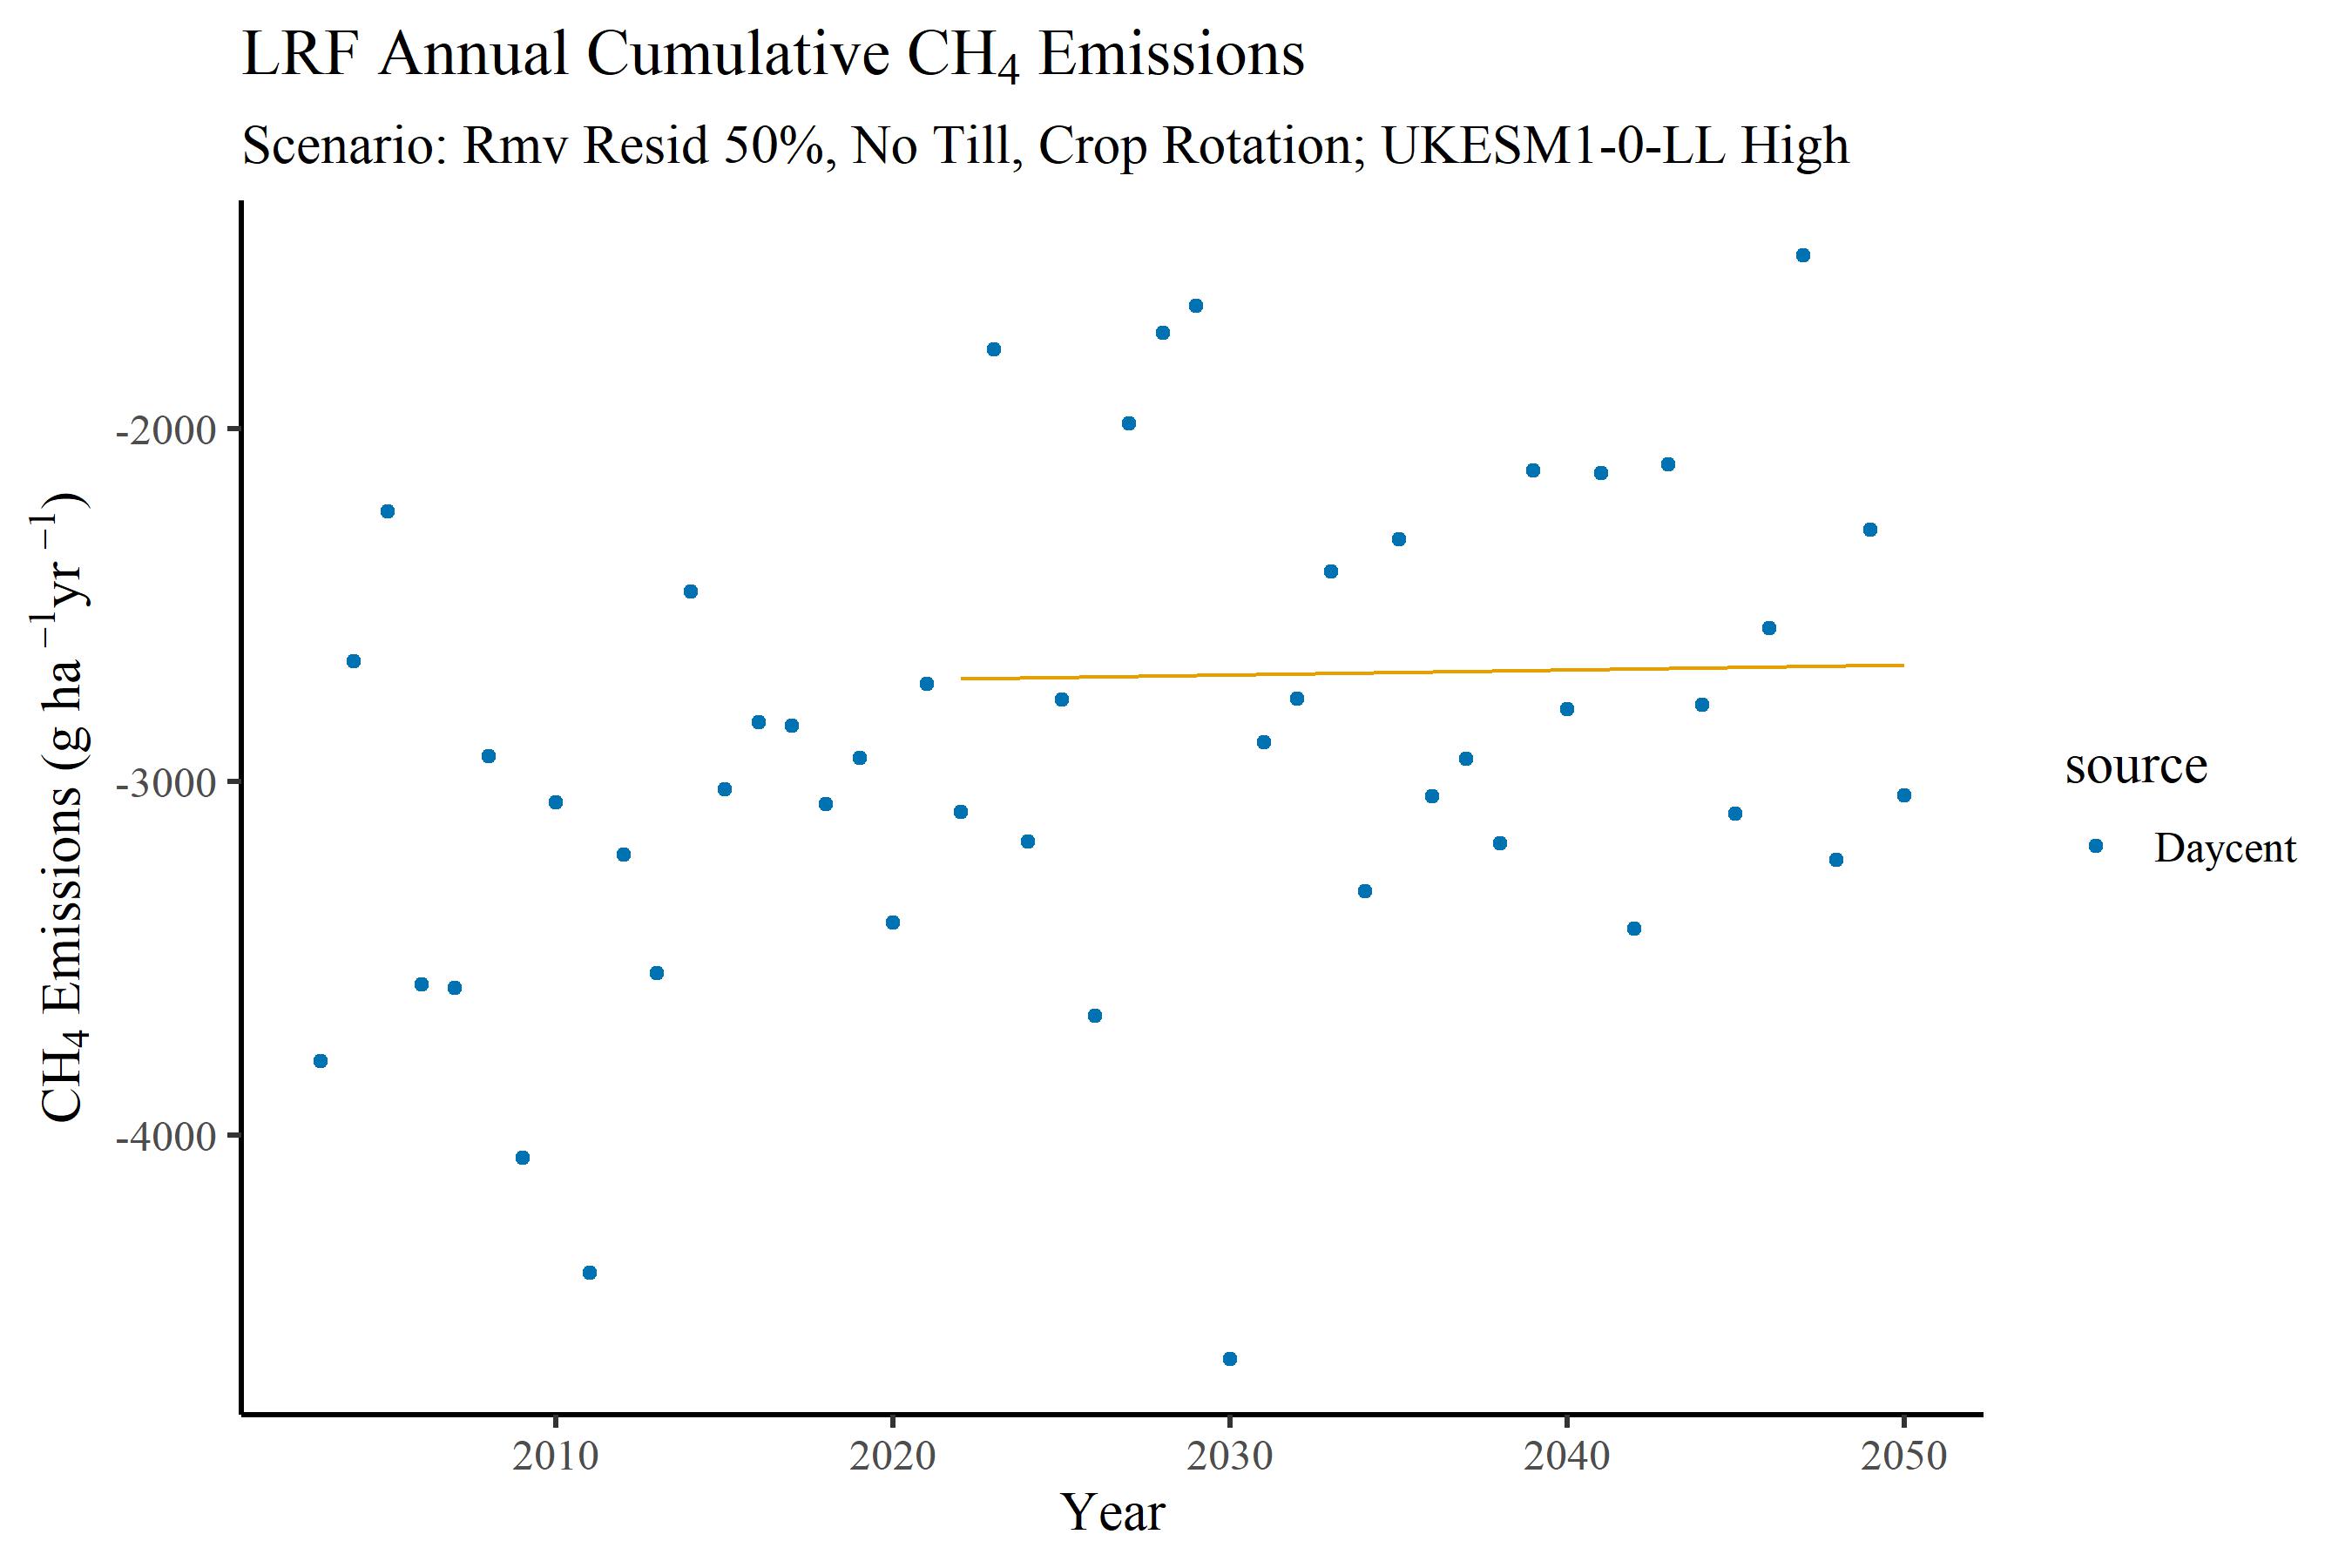 LRF Annual Cumulative CH₄ Emissions
Scenario: Rmv Resid 50%, No Till, Crop Rotation; UKESM1-0-LL High
CH₄ Emissions (g ha ⁻¹yr ⁻¹)
-2000
-3000
-4000
2010 2020 2030 2040 2050
Year
source
Daycent